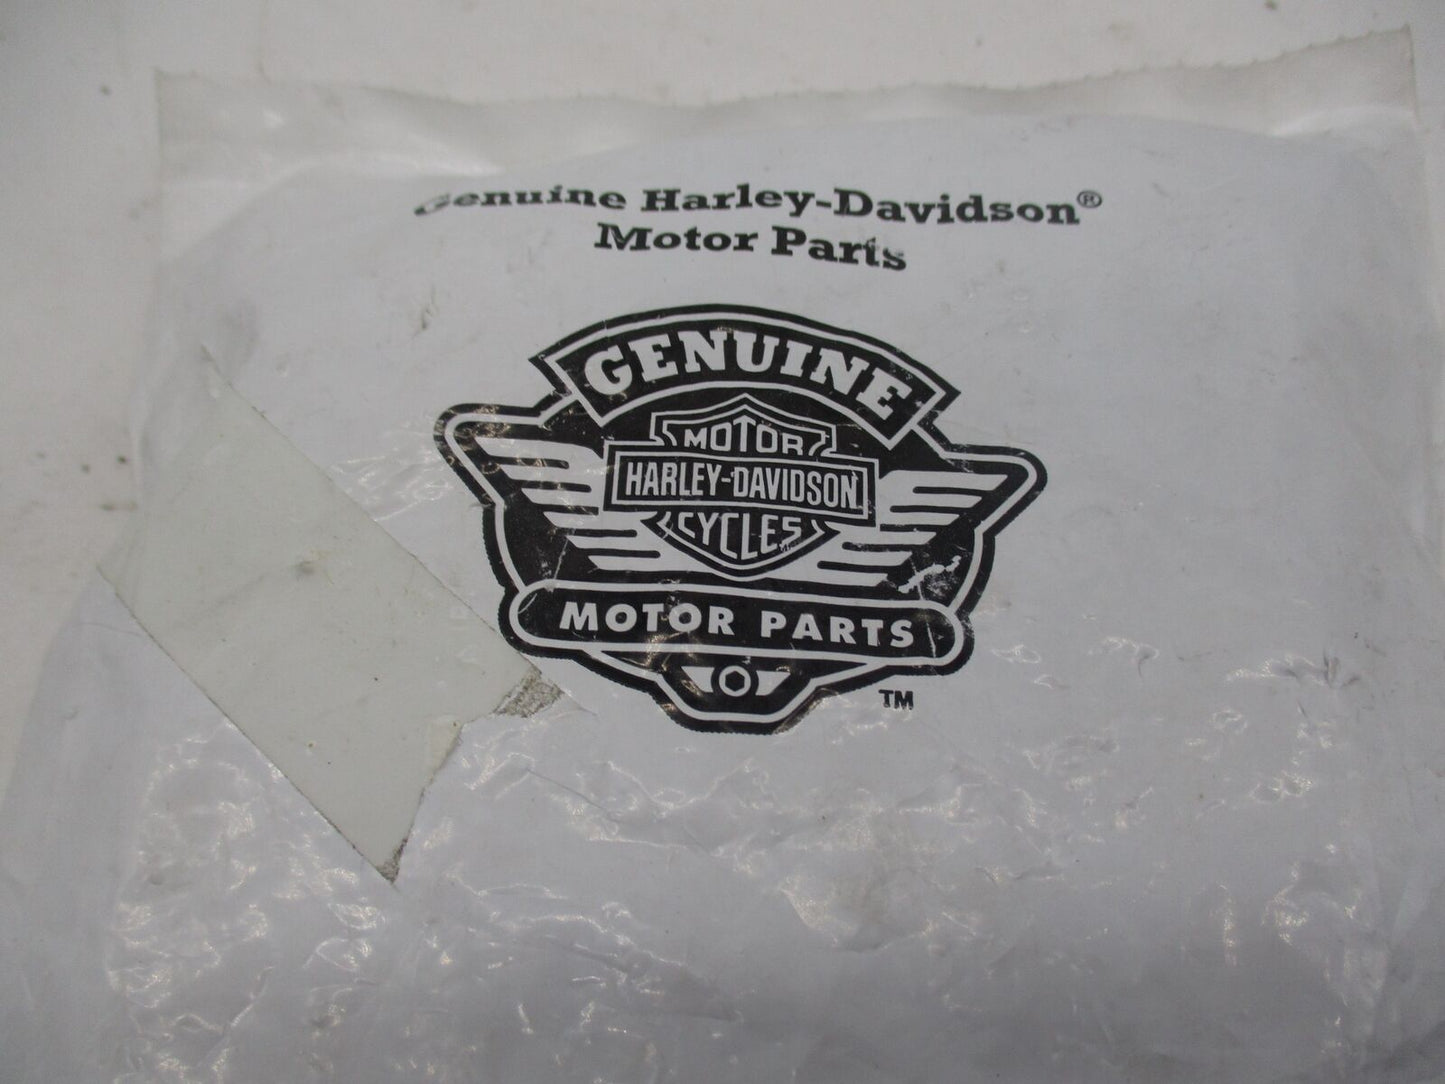 Genuine Harley-Davidson®
Motor Parts
GENUINE
MOTOR
HARLEY-DAVIDSON
CYCLES
MOTOR PARTS
TM